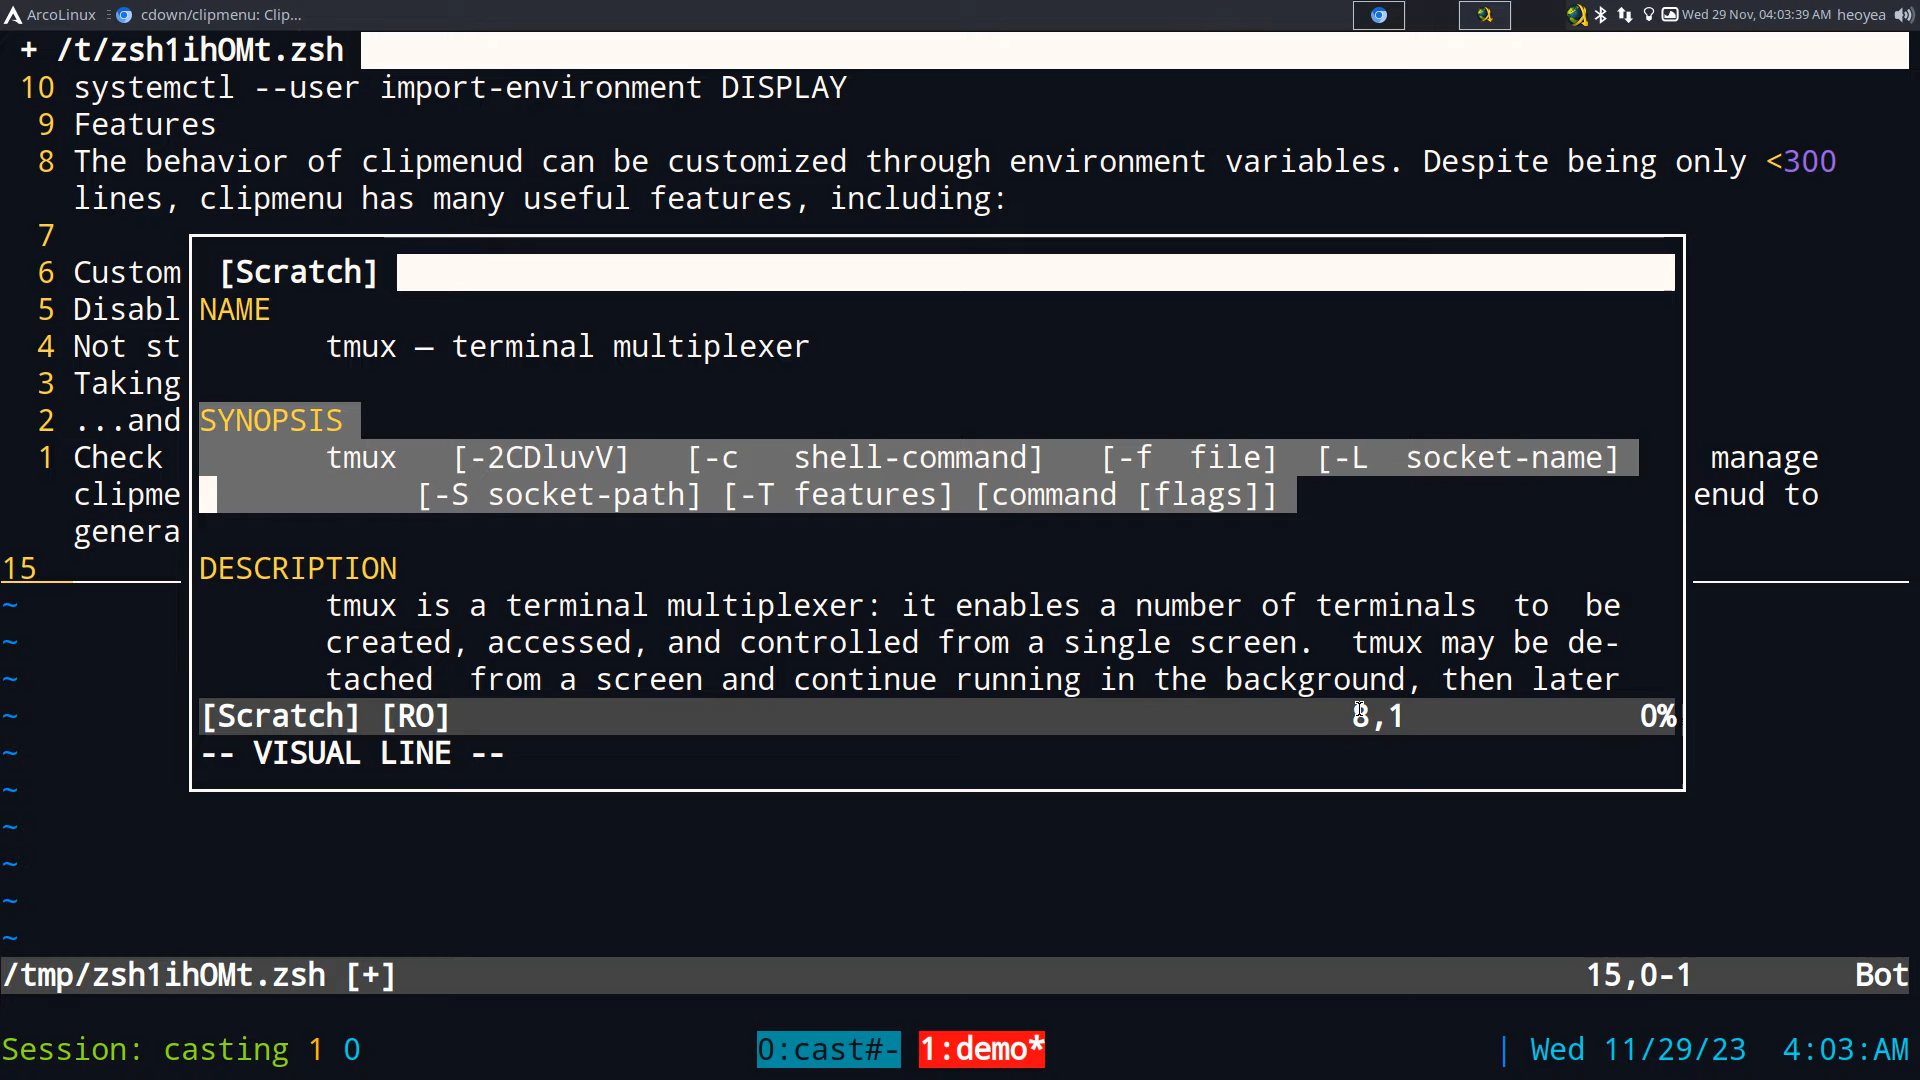 ArcoLinux cdown/clipmenu: Clip... Wed 29 Nov, 04:03:39 AM heoyea
+ /t/zsh1ihOMt.zsh
10 systemctl --user import-environment DISPLAY
9 Features
8 The behavior of clipmenud can be customized through environment variables. Despite being only <300
lines, clipmenu has many useful features, including:
7
6 Custom
5 Disabl
4 Not st
3 Taking
2 ...and
1 Check manage
clipme enud to
genera
15
[Scratch]
NAME
tmux — terminal multiplexer
SYNOPSIS
tmux [-2CDluvV] [-c shell-command] [-f file] [-L socket-name]
[-S socket-path] [-T features] [command [flags]]
DESCRIPTION
tmux is a terminal multiplexer: it enables a number of terminals to be
created, accessed, and controlled from a single screen. tmux may be de-
tached from a screen and continue running in the background, then later
[Scratch] [RO] 8,1 0%
-- VISUAL LINE --
~
~
~
~
~
~
~
~
~
~
/tmp/zsh1ihOMt.zsh [+] 15,0-1 Bot
Session: casting 1 0 0:cast#- 1:demo* | Wed 11/29/23 4:03:AM